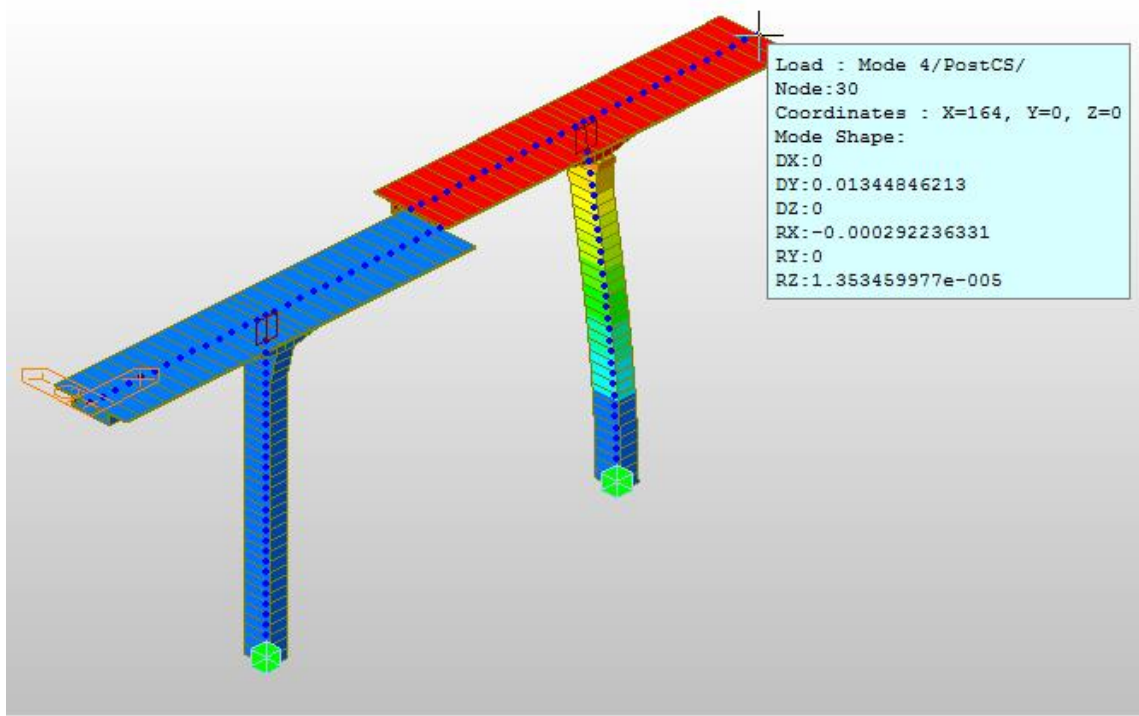 Load : Mode 4/PostCS/
Node:30
Coordinates : X=164, Y=0, Z=0
Mode Shape:
DX:0
DY:0.01344846213
DZ:0
RX:-0.000292236331
RY:0
RZ:1.353459977e-005